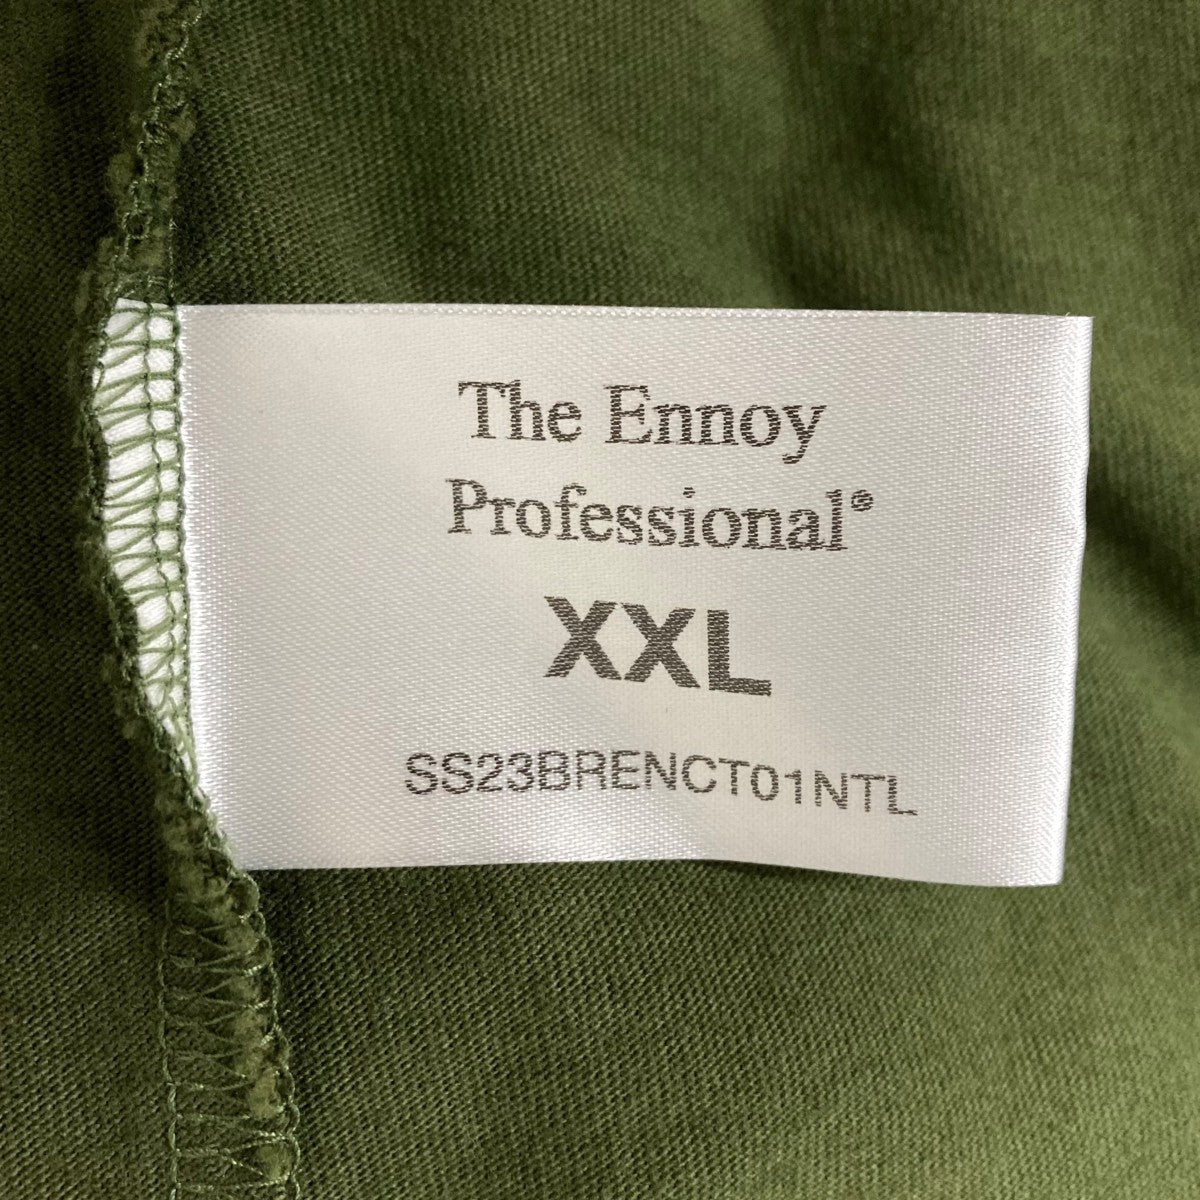 The Ennoy
Professional®
XXL
SS23BRENCT01NTL